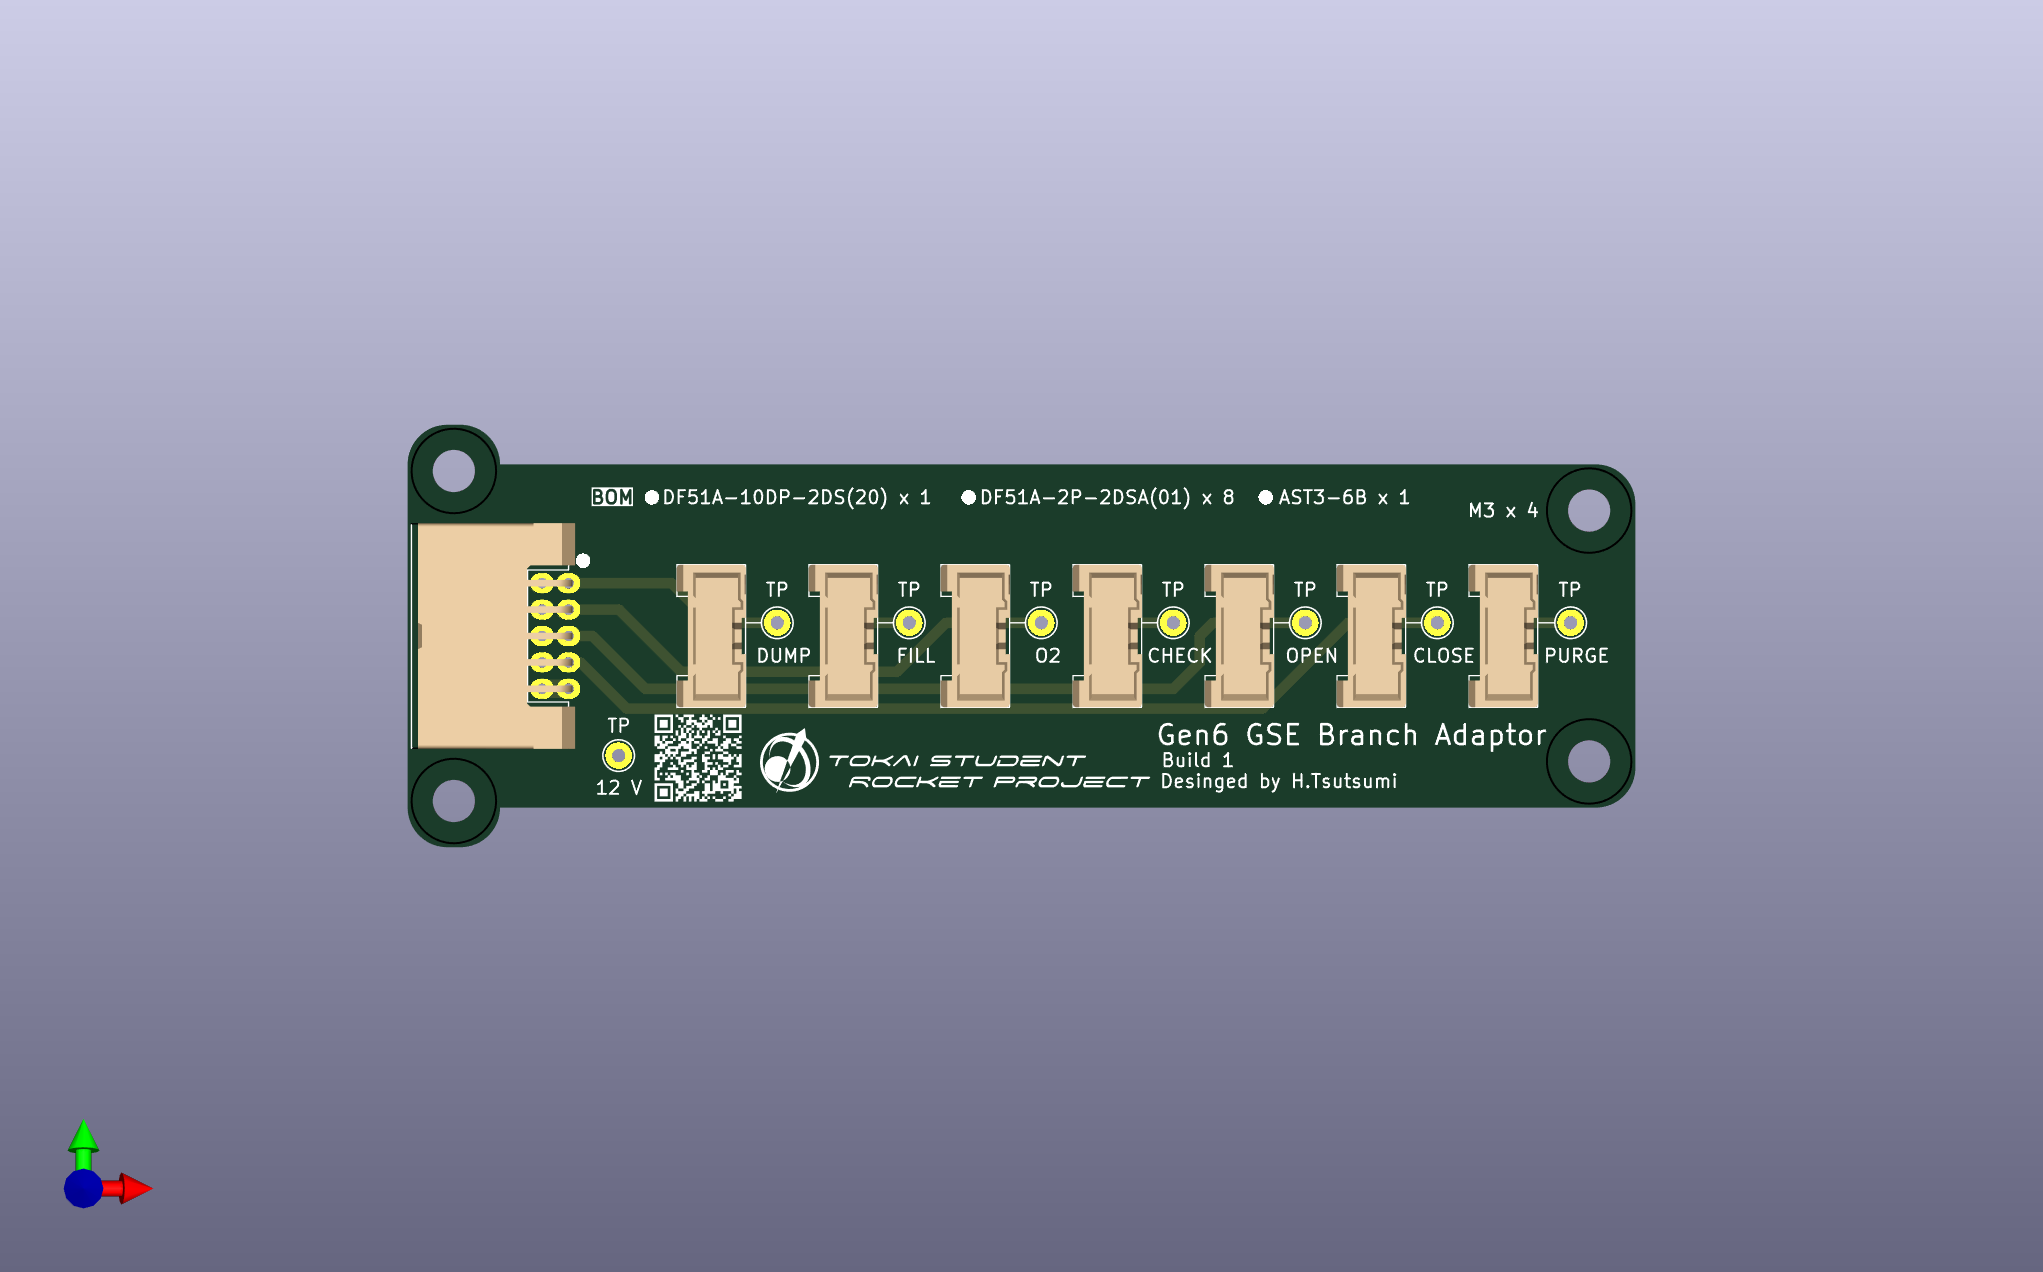 BOM ●DF51A-10DP-2DS(20) x 1 ●DF51A-2P-2DSA(01) x 8 ●AST3-6B x 1
M3 x 4
TP TP TP TP TP TP TP
DUMP FILL O2 CHECK OPEN CLOSE PURGE
TP
12 V
TOKAI STUDENT
ROCKET PROJECT
Gen6 GSE Branch Adaptor
Build 1
Desinged by H.Tsutsumi